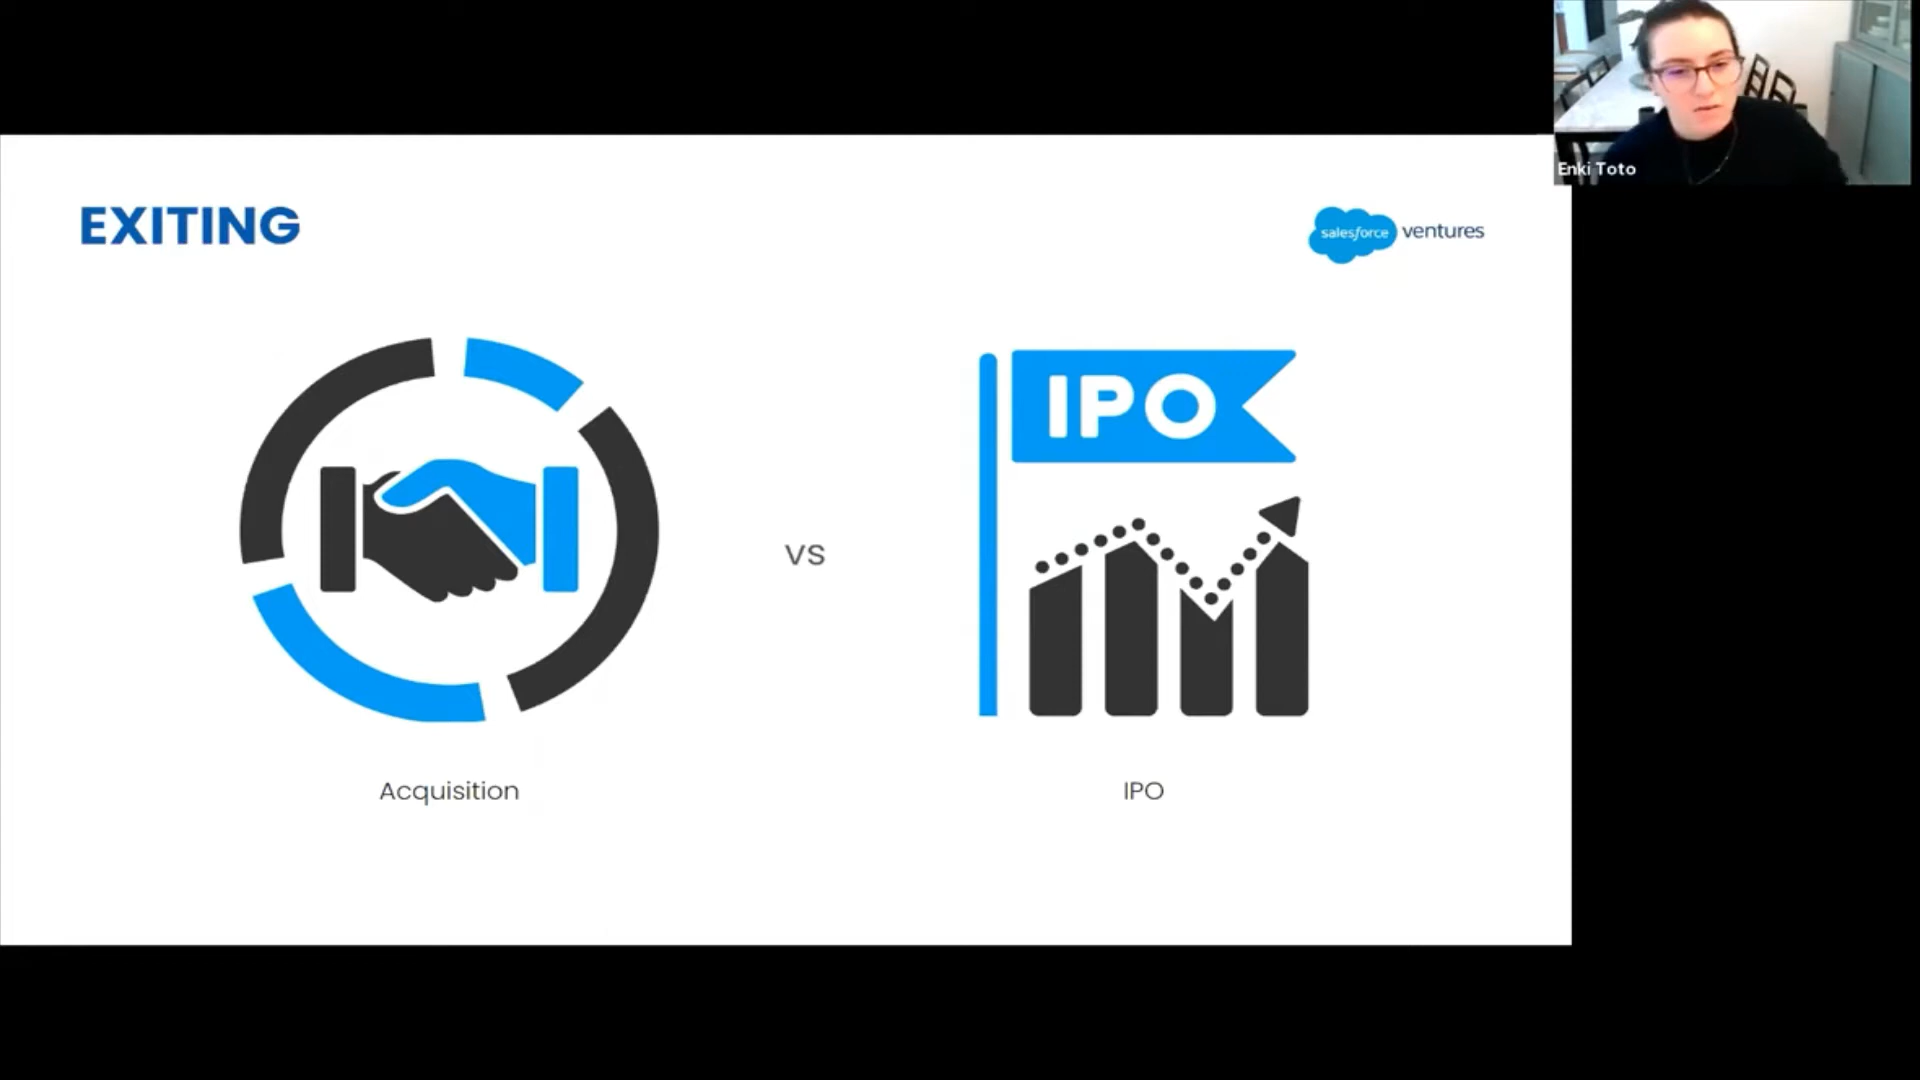 Enki Toto
EXITING
salesforce ventures
IPO
vs
Acquisition
IPO